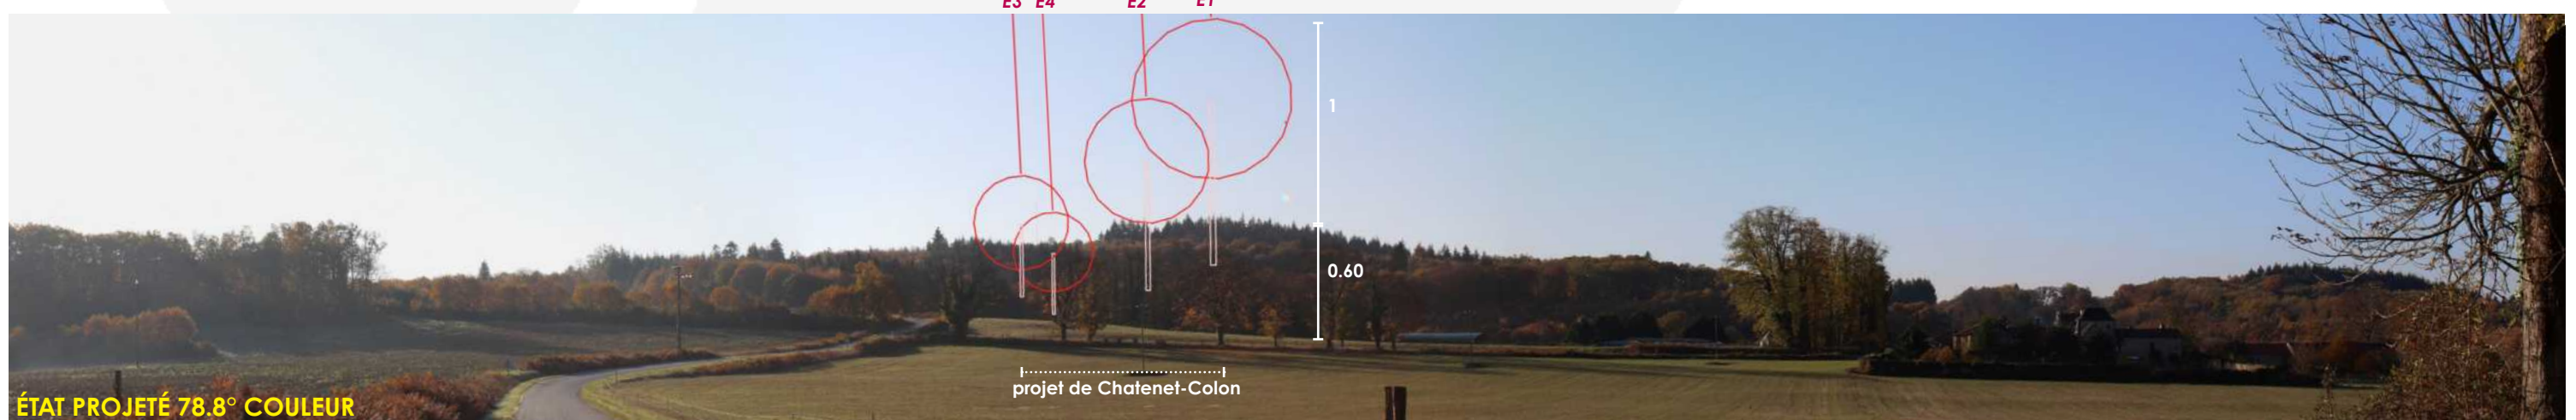 E3 E4 E2 E1
1
0.60
projet de Chatenet-Colon
ÉTAT PROJETÉ 78.8° COULEUR